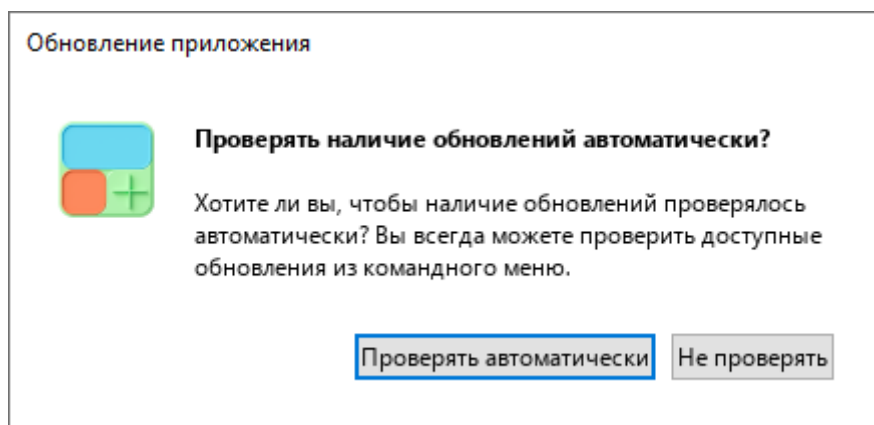 Обновление приложения
Проверять наличие обновлений автоматически?
Хотите ли вы, чтобы наличие обновлений проверялось
автоматически? Вы всегда можете проверить доступные
обновления из командного меню.
Проверять автоматически Не проверять